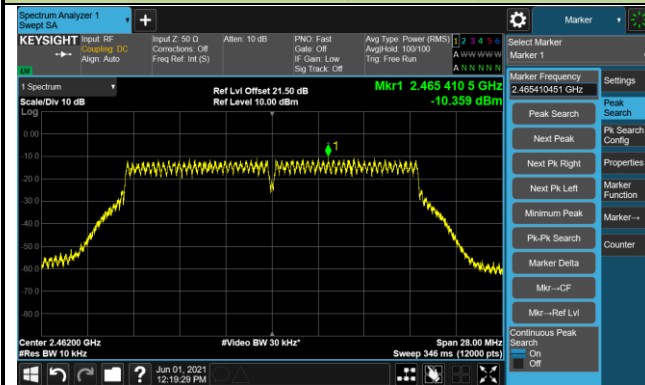 Spectrum Analyzer 1
Swept SA
+
Marker
KEYSIGHT
Input: RF
Coupling: DC
Align: Auto
Input Z: 50 Ω
Corrections: Off
Freq Ref: Int (S)
Atten: 10 dB
PNO: Fast
Gate: Off
IF Gain: Low
Sig Track: Off
Avg Type: Power (RMS)
Avg|Hold: 100/100
Trig: Free Run
1 2 3 4 5 6
A W W W W W
A N N N N N
Select Marker
Marker 1
1 Spectrum
Scale/Div 10 dB
Log
Ref Lvl Offset 21.50 dB
Ref Level 10.00 dBm
Mkr1 2.465 410 5 GHz
-10.359 dBm
1
0.00
-10.0
-20.0
-30.0
-40.0
-50.0
-60.0
-70.0
-80.0
Center 2.46200 GHz
#Res BW 10 kHz
#Video BW 30 kHz*
Span 28.00 MHz
Sweep 346 ms (12000 pts)
Marker Frequency
2.465410451 GHz
Peak Search
Next Peak
Next Pk Right
Next Pk Left
Minimum Peak
Pk-Pk Search
Marker Delta
Mkr→CF
Mkr→Ref Lvl
Continuous Peak
Search
On
Off
Settings
Peak
Search
Pk Search
Config
Properties
Marker
Function
Marker→
Counter
?
Jun 01, 2021
12:19:29 PM